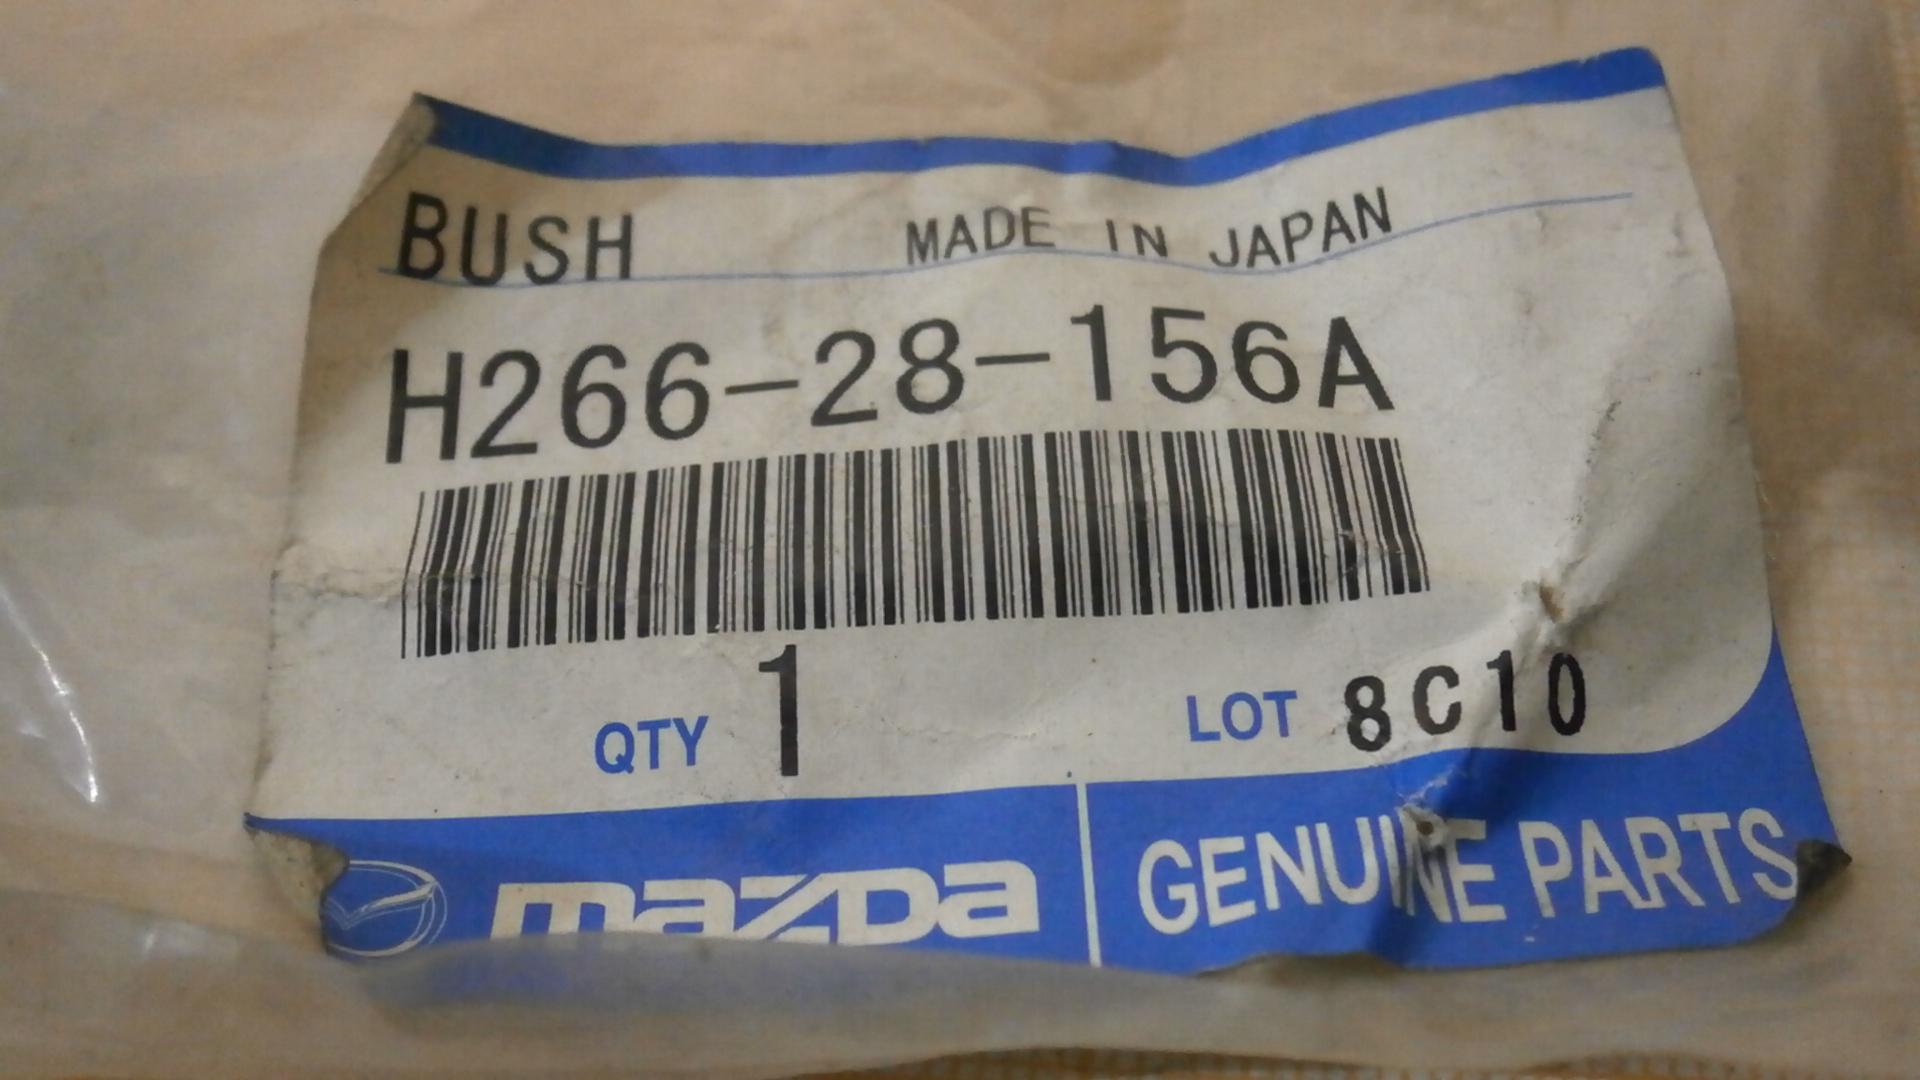 BUSH MADE IN JAPAN
H266-28-156A
QTY 1 LOT 8C10
mazda GENUINE PARTS